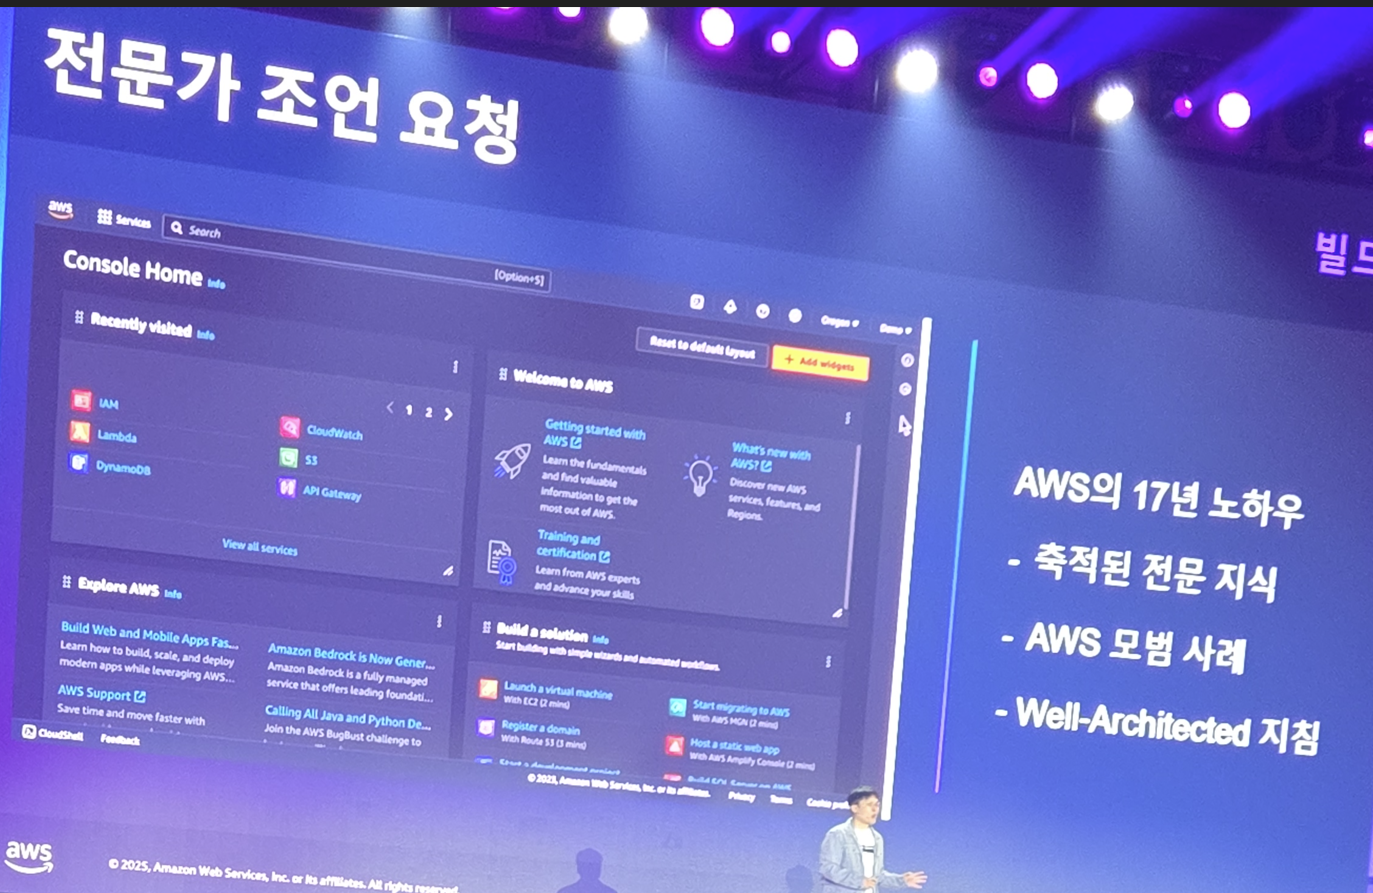 전문가 조언 요청
빌드
aws
Services
Search
[Option+S]
Oregon
Demo
Console Home Info
Reset to default layout
+ Add widgets
Recently visited Info
1 2
IAM
Lambda
DynamoDB
CloudWatch
S3
API Gateway
View all services
Welcome to AWS
Getting started with
AWS
Learn the fundamentals
and find valuable
information to get the
most out of AWS.
What's new with
AWS?
Discover new AWS
services, features, and
Regions.
Training and
certification
Learn from AWS experts
and advance your skills
Explore AWS Info
Build Web and Mobile Apps Fas...
Learn how to build, scale, and deploy
modern apps while leveraging AWS...
AWS Support
Save time and move faster with
Amazon Bedrock is Now Gener...
Amazon Bedrock is a fully managed
service that offers leading foundati...
Calling All Java and Python De...
Join the AWS BugBust challenge to
Build a solution Info
Start building with simple wizards and automated workflows.
Launch a virtual machine
With EC2 (2 mins)
Register a domain
With Route 53 (3 mins)
Start a development project
Start migrating to AWS
With AWS MGN (2 mins)
Host a static web app
With AWS Amplify Console (2 mins)
Build SQL Server on AWS
CloudShell
Feedback
© 2023, Amazon Web Services, Inc. or its affiliates.
Privacy
Terms
Cookie
AWS의 17년 노하우
- 축적된 전문 지식
- AWS 모범 사례
- Well-Architected 지침
aws
© 2025, Amazon Web Services, Inc. or its affiliates. All rights reserved